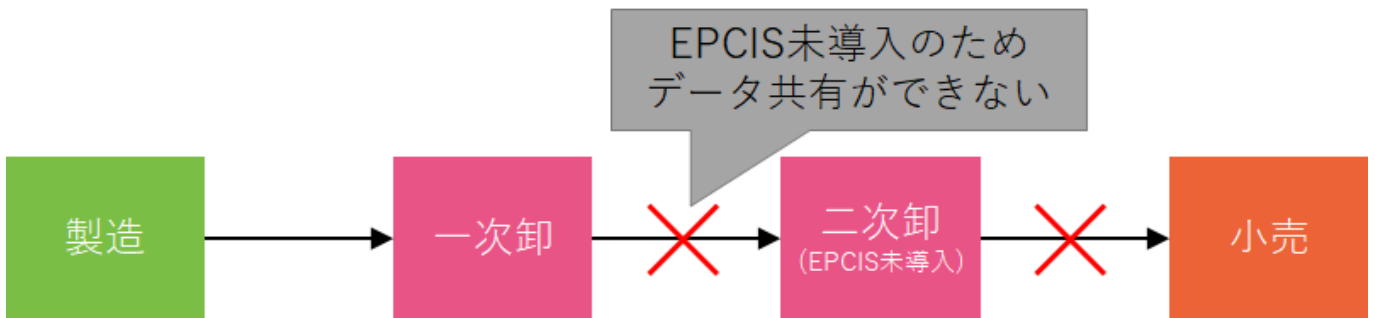 EPCIS未導入のため
データ共有ができない
製造
一次卸
二次卸
(EPCIS未導入)
小売